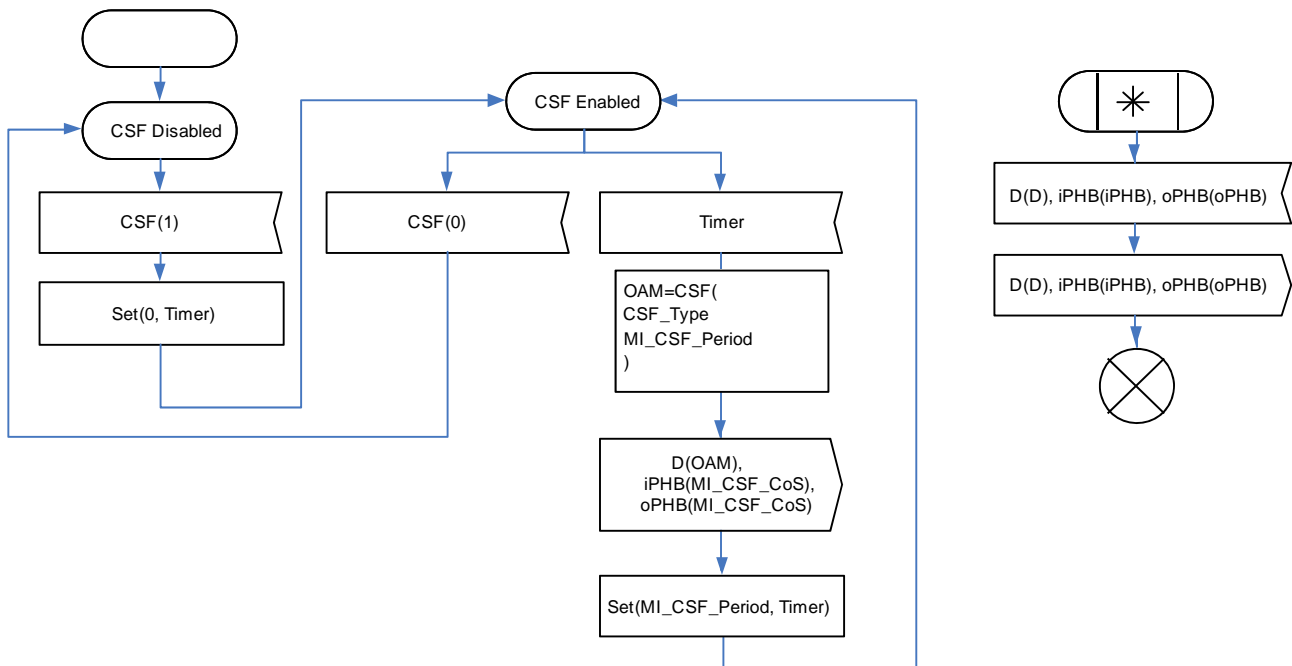 CSF Disabled
CSF(1)
Set(0, Timer)
CSF Enabled
CSF(0)
Timer
OAM=CSF(
CSF_Type
MI_CSF_Period
)
D(OAM),
iPHB(MI_CSF_CoS),
oPHB(MI_CSF_CoS)
Set(MI_CSF_Period, Timer)
D(D), iPHB(iPHB), oPHB(oPHB)
D(D), iPHB(iPHB), oPHB(oPHB)